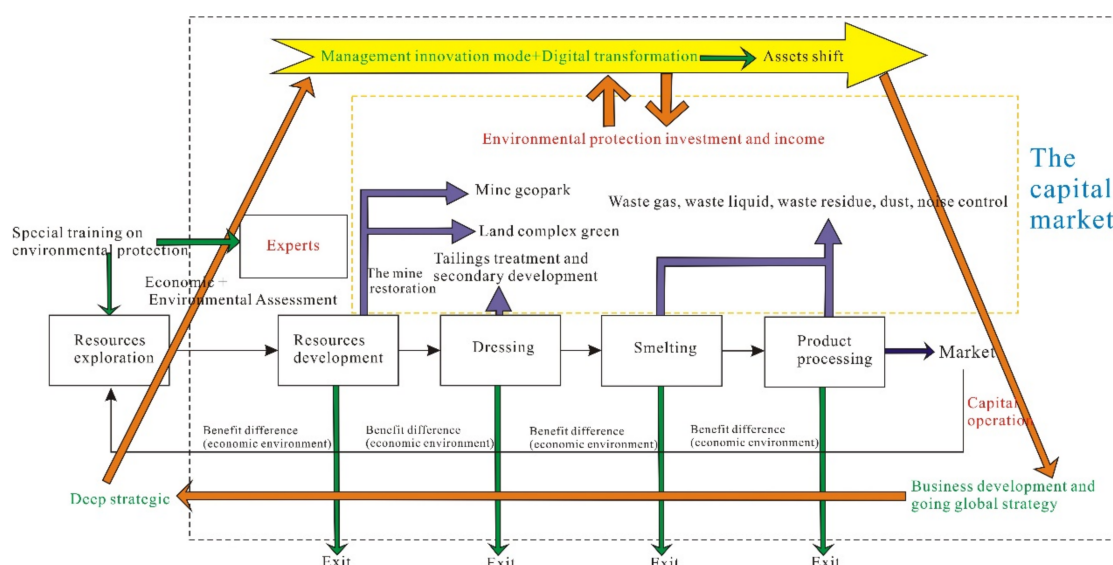 Management innovation mode+Digital transformation
Assets shift
Environmental protection investment and income
The
capital
market
Mine geopark
Waste gas, waste liquid, waste residue, dust, noise control
Land complex green
Special training on
environmental protection
Experts
Tailings treatment and
secondary development
The mine
restoration
Economic +
Environmental Assessment
Resources
exploration
Resources
development
Dressing
Smelting
Product
processing
Market
Capital
operation
Benefit difference
(economic environment)
Benefit difference
(economic environment)
Benefit difference
(economic environment)
Benefit difference
(economic environment)
Deep strategic
Business development and
going global strategy
Exit
Exit
Exit
Exit